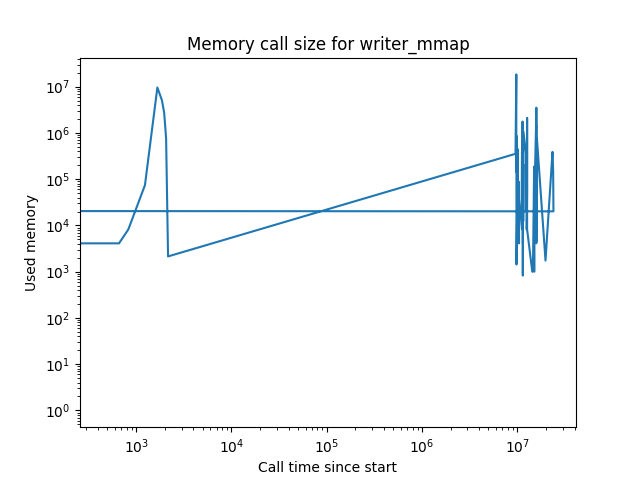 Memory call size for writer_mmap
Used memory
10⁷
10⁶
10⁵
10⁴
10³
10²
10¹
10⁰
10³ 10⁴ 10⁵ 10⁶ 10⁷
Call time since start